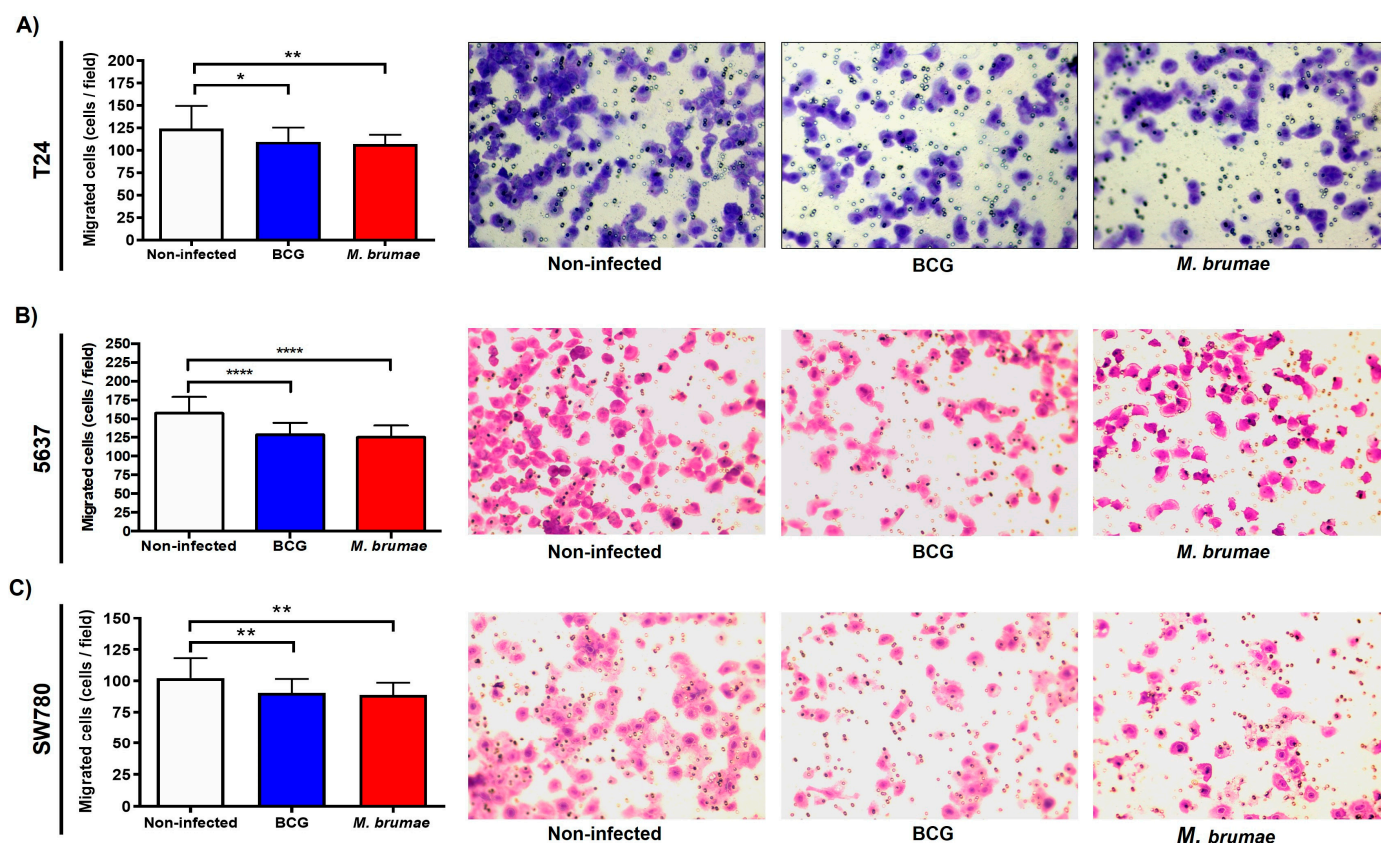 A)
T24
Migrated cells (cells / field)
200
175
150
125
100
75
50
25
0
**
*
Non-infected
BCG
M. brumae
Non-infected
BCG
M. brumae
B)
5637
Migrated cells (cells / field)
250
225
200
175
150
125
100
75
50
25
0
****
****
Non-infected
BCG
M. brumae
Non-infected
BCG
M. brumae
C)
SW780
Migrated cells (cells / field)
150
125
100
75
50
25
0
**
**
Non-infected
BCG
M. brumae
Non-infected
BCG
M. brumae